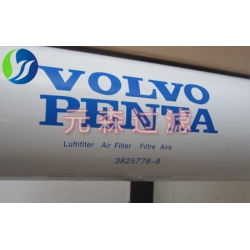 VOLVO
PENTA
元森过滤
Luftfilter Air Filter Filtre Aire
3825778-8